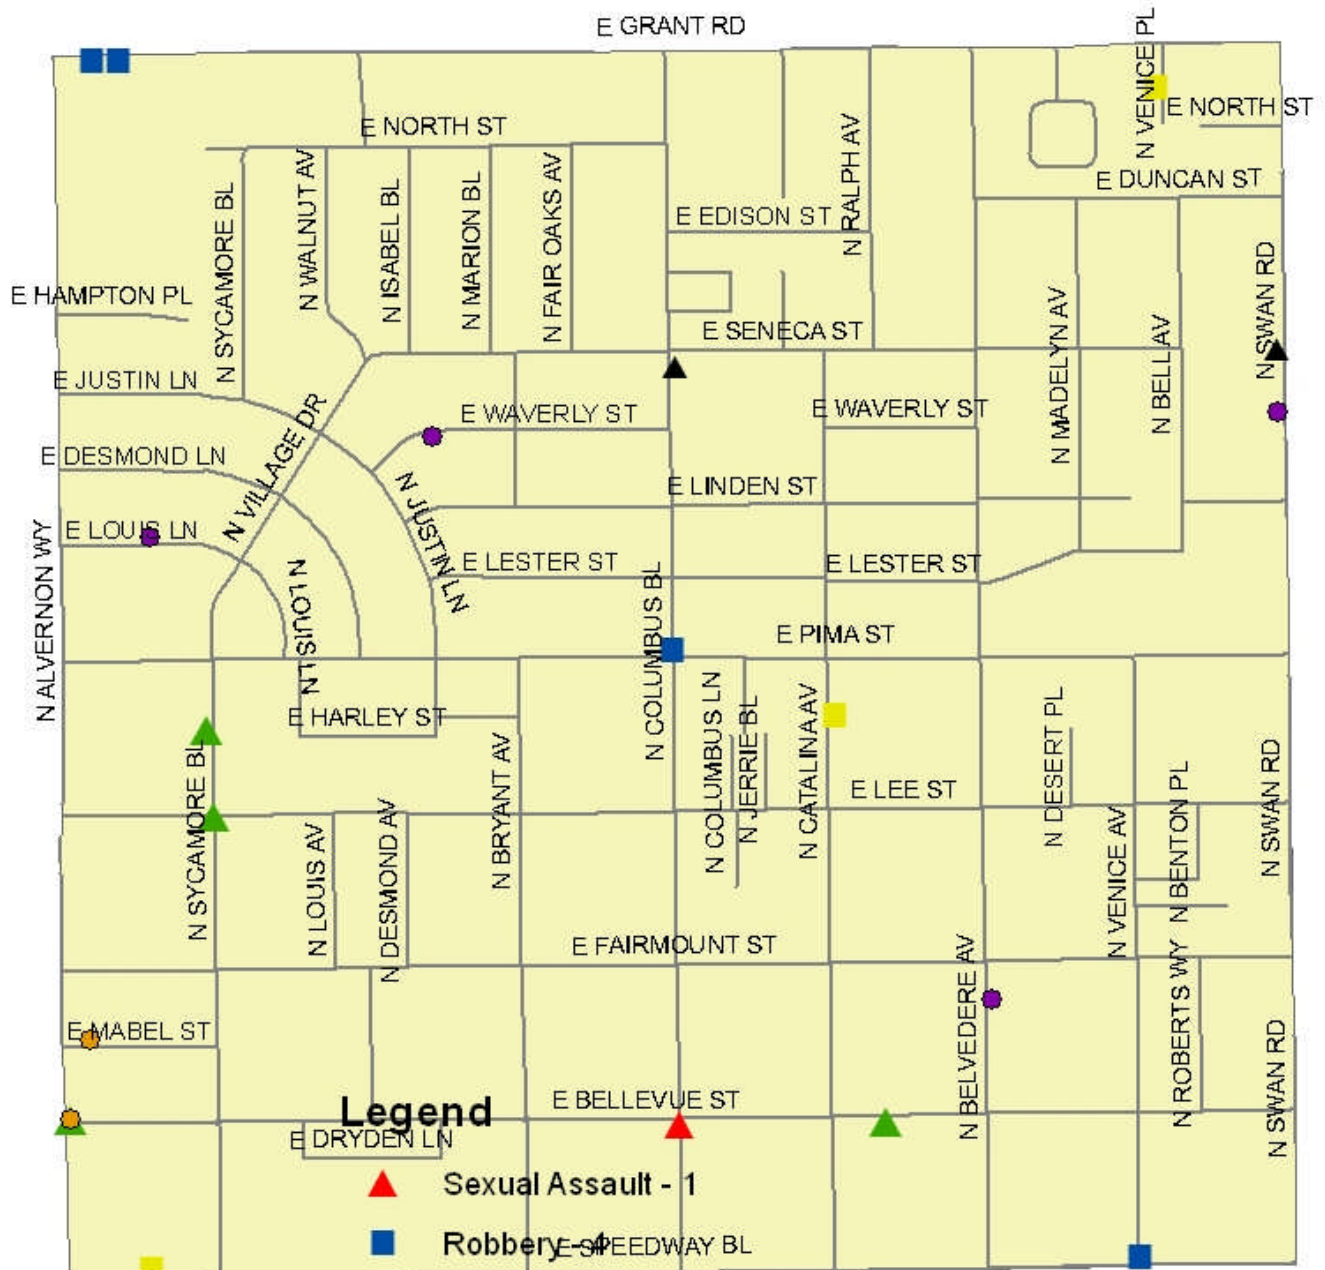 E GRANT RD
N VENICE PL
E NORTH ST
E NORTH ST
N RALPH AV
N WALNUT AV
N FAIR OAKS AV
E DUNCAN ST
N SYCAMORE BL
N ISABEL BL
N MARION BL
E EDISON ST
N SWAN RD
E HAMPTON PL
N MADELYN AV
N BELL AV
E SENECA ST
E JUSTIN LN
N VILLAGE DR
E WAVERLY ST
E WAVERLY ST
E DESMOND LN
N JUSTIN LN
E LINDEN ST
E LOUIS LN
N ALVERNON WY
N LOUIS LN
E LESTER ST
E LESTER ST
N COLUMBUS BL
E PIMA ST
N COLUMBUS LN
N JERRIE BL
N CATALINA AV
N DESERT PL
E HARLEY ST
N SYCAMORE BL
N BRYANT AV
N SWAN RD
E LEE ST
N BENTON PL
N LOUIS AV
N DESMOND AV
N VENICE AV
E FAIRMOUNT ST
N BELVEDERE AV
N ROBERTS WY
E MABEL ST
N SWAN RD
E BELLEVUE ST
Legend
E DRYDEN LN
Sexual Assault - 1
Robbery - 4
E SPEEDWAY BL